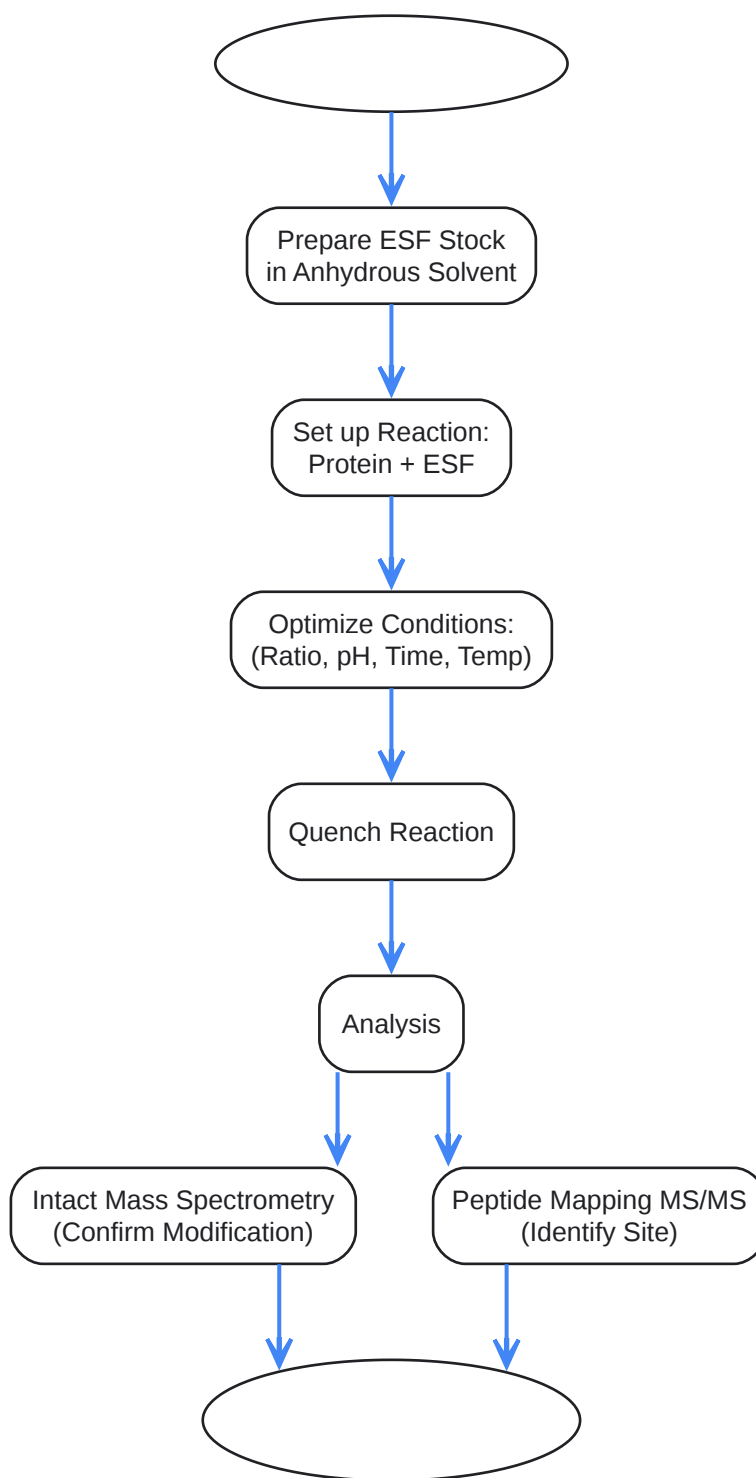 Prepare ESF Stock
in Anhydrous Solvent
Set up Reaction:
Protein + ESF
Optimize Conditions:
(Ratio, pH, Time, Temp)
Quench Reaction
Analysis
Intact Mass Spectrometry
(Confirm Modification)
Peptide Mapping MS/MS
(Identify Site)